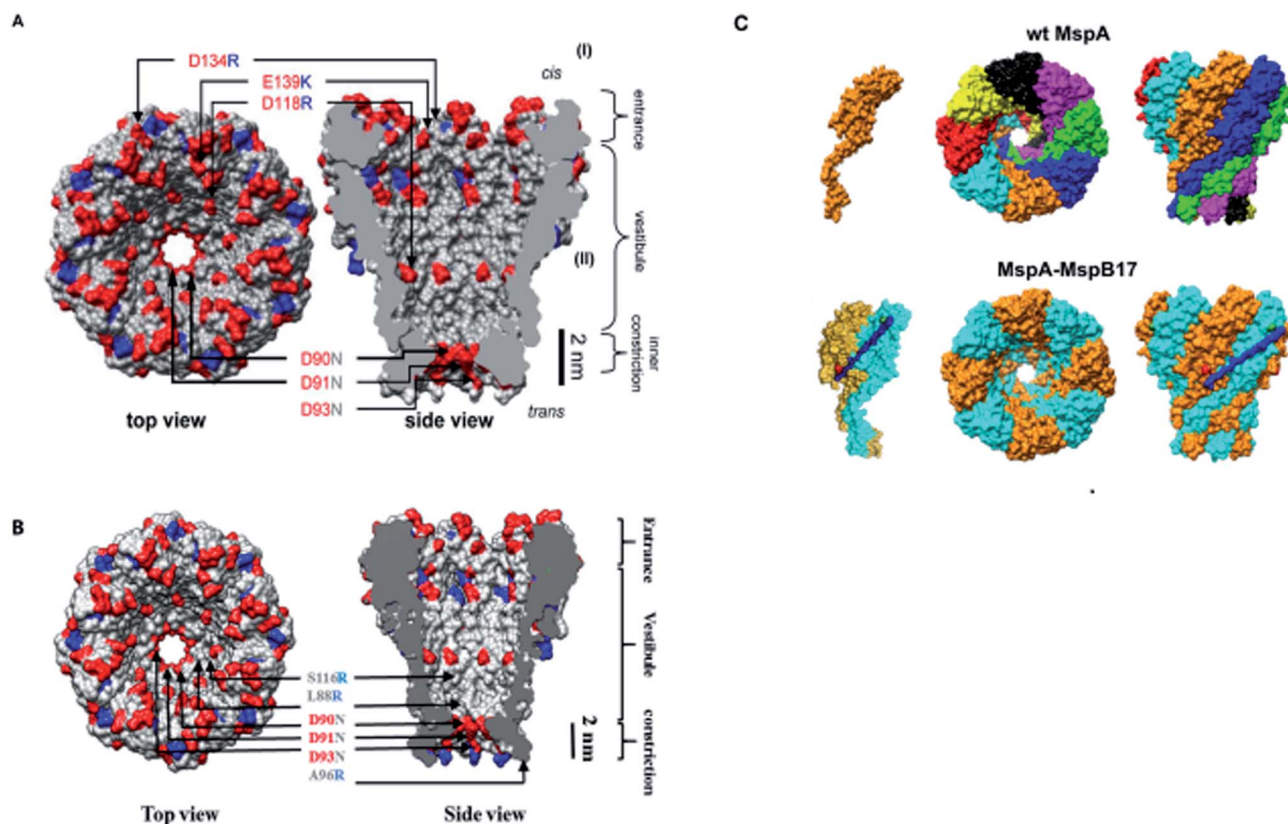 A
D134R
E139K
D118R
(I)
cis
entrance
vestibule
(II)
inner
constriction
2 nm
D90N
D91N
D93N
trans
top view
side view
B
Entrance
Vestibule
constriction
S116R
L88R
D90N
D91N
D93N
A96R
2 nm
Top view
Side view
C
wt MspA
MspA-MspB17